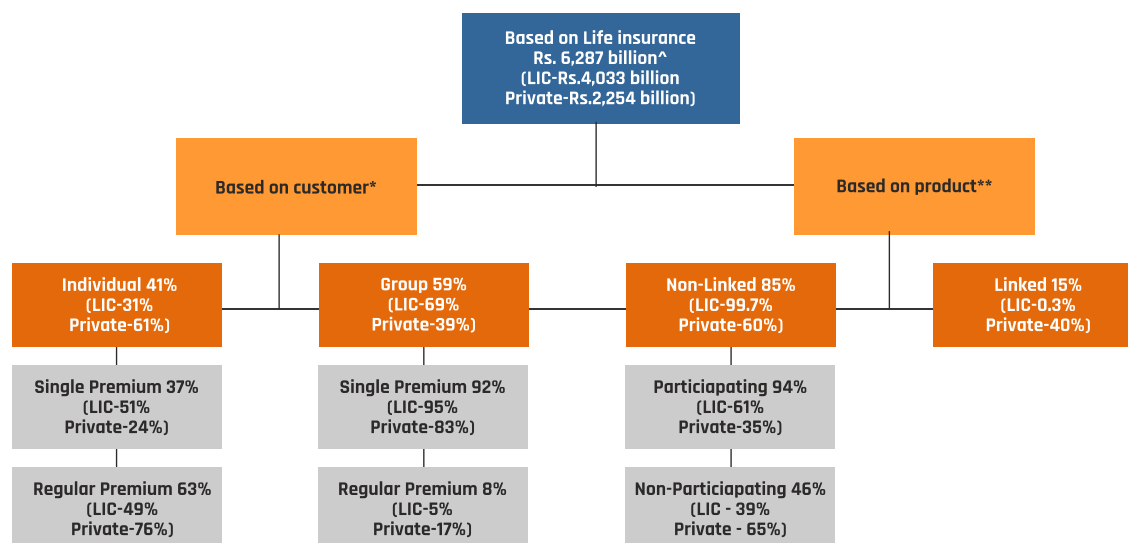 Based on Life insurance
Rs. 6,287 billion^
(LIC-Rs.4,033 billion
Private-Rs.2,254 billion)
Based on customer*
Based on product**
Individual 41%
(LIC-31%
Private-61%)
Group 59%
(LIC-69%
Private-39%)
Non-Linked 85%
(LIC-99.7%
Private-60%)
Linked 15%
(LIC-0.3%
Private-40%)
Single Premium 37%
(LIC-51%
Private-24%)
Single Premium 92%
(LIC-95%
Private-83%)
Particiapating 94%
(LIC-61%
Private-35%)
Regular Premium 63%
(LIC-49%
Private-76%)
Regular Premium 8%
(LIC-5%
Private-17%)
Non-Particiapating 46%
(LIC - 39%
Private - 65%)